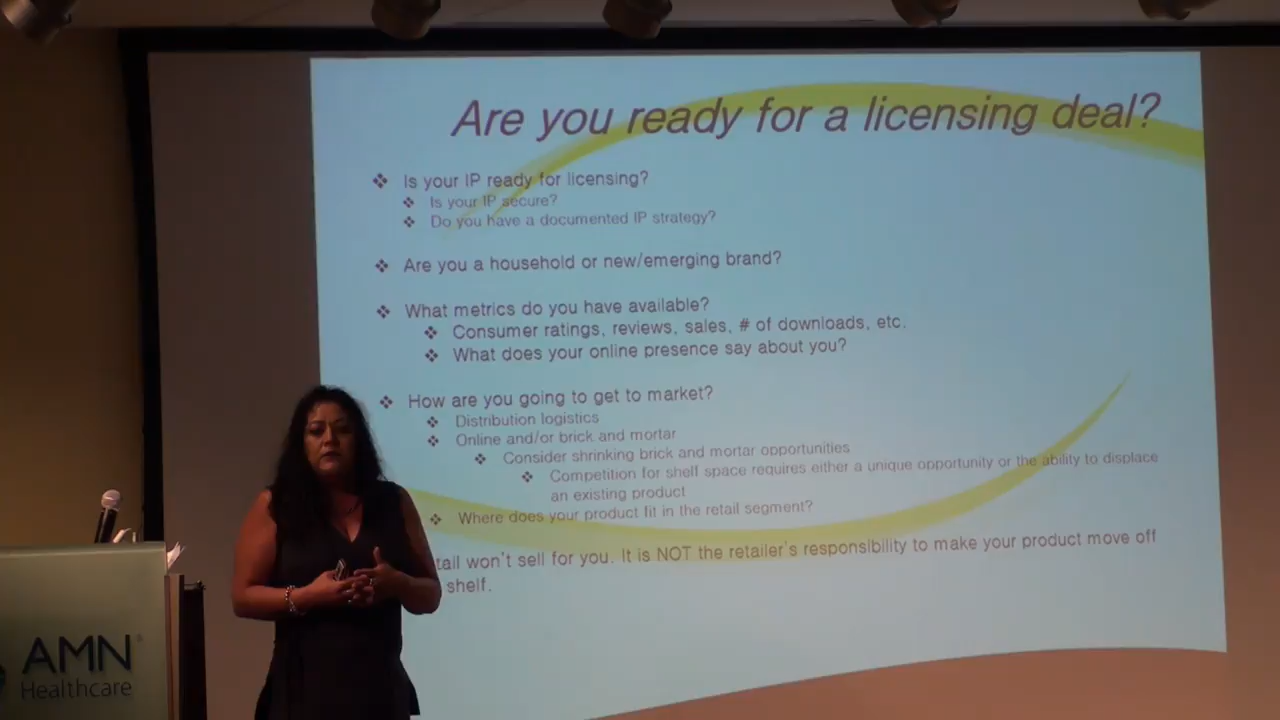 Are you ready for a licensing deal?
Is your IP ready for licensing?
Is your IP secure?
Do you have a documented IP strategy?
Are you a household or new/emerging brand?
What metrics do you have available?
Consumer ratings, reviews, sales, # of downloads, etc.
What does your online presence say about you?
How are you going to get to market?
Distribution logistics
Online and/or brick and mortar
Consider shrinking brick and mortar opportunities
Competition for shelf space requires either a unique opportunity or the ability to displace
an existing product
Where does your product fit in the retail segment?
tail won't sell for you. It is NOT the retailer's responsibility to make your product move off
shelf.
AMN
Healthcare